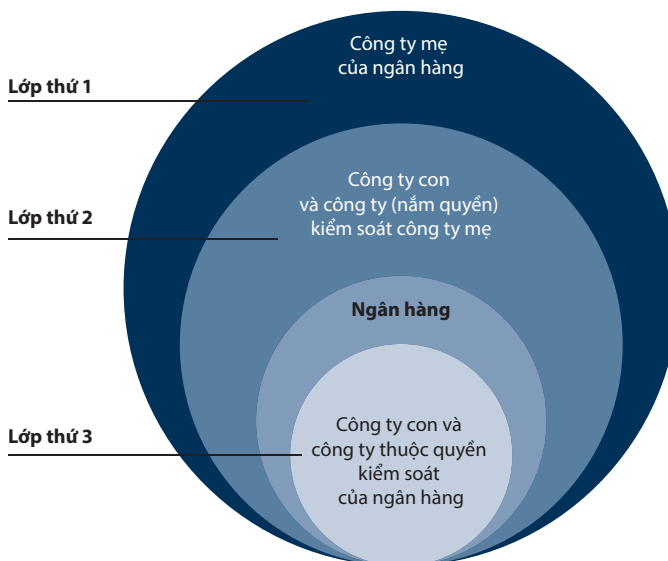 Công ty mẹ
của ngân hàng
Lớp thứ 1
Công ty con
và công ty (nắm quyền)
kiểm soát công ty mẹ
Lớp thứ 2
Ngân hàng
Công ty con và
công ty thuộc quyền
kiểm soát
của ngân hàng
Lớp thứ 3